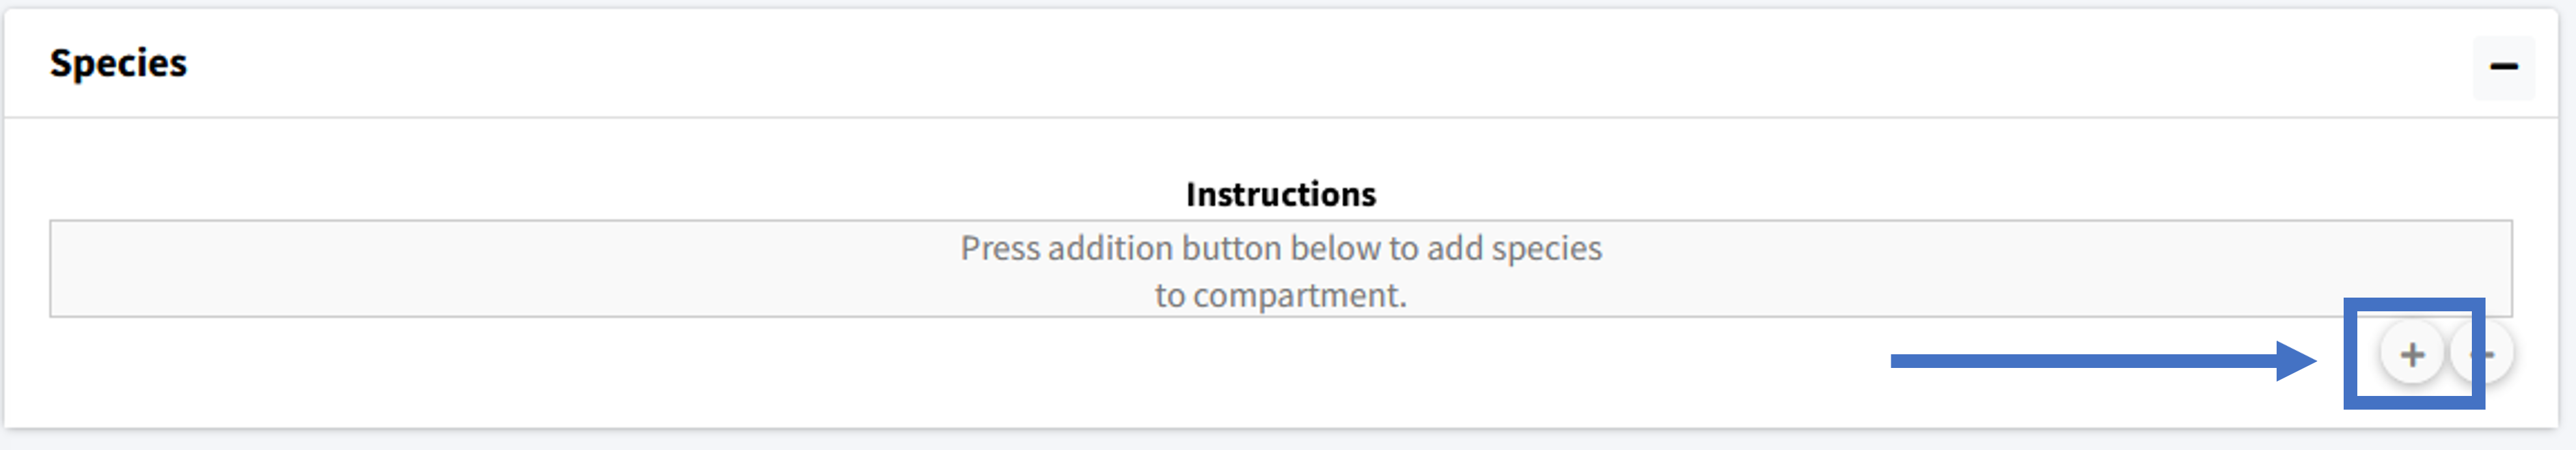 Species
Instructions
Press addition button below to add species
to compartment.